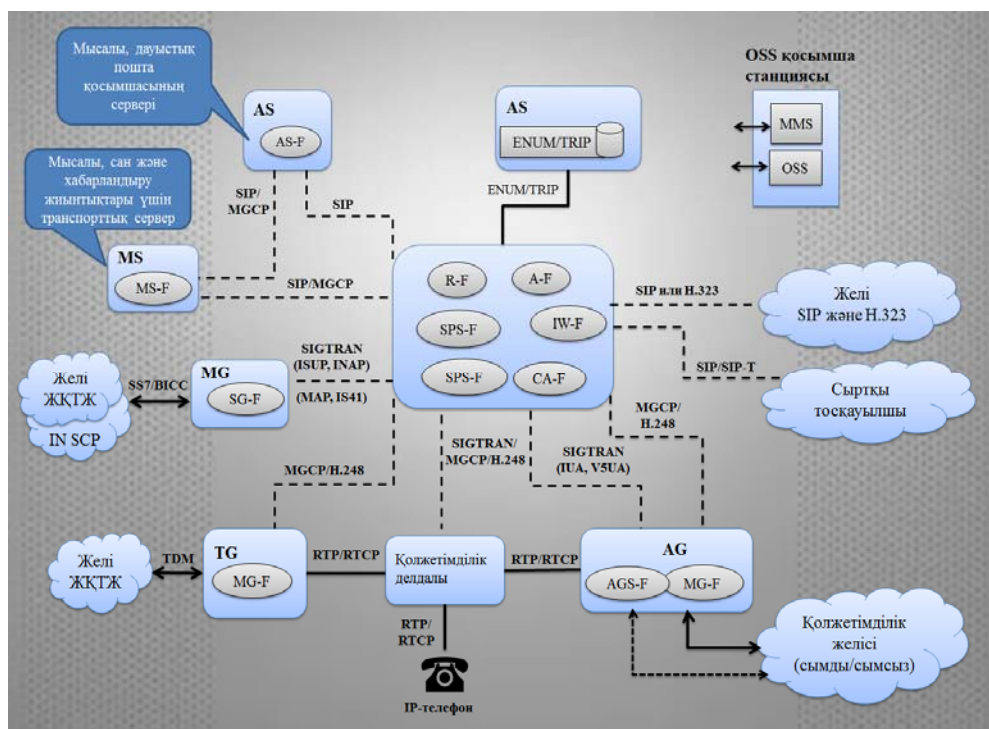 Мысалы, дауыстық
пошта
қосымшасының
сервері
AS
AS-F
AS
ENUM/TRIP
OSS қосымша
станциясы
MMS
OSS
Мысалы, сан және
хабарландыру
жиынтықтары үшін
транспорттық сервер
SIP/
MGCP
SIP
ENUM/TRIP
MS
MS-F
SIP/MGCP
R-F
A-F
SPS-F
IW-F
SPS-F
CA-F
SIP или H.323
Желі
SIP және H.323
SIP/SIP-T
Сыртқы
тосқауылшы
Желі
ЖҚТЖ
IN SCP
SS7/BICC
MG
SG-F
SIGTRAN
(ISUP, INAP)
(MAP, IS41)
MGCP/H.248
SIGTRAN/
MGCP/H.248
SIGTRAN
(IUA, V5UA)
MGCP/
H.248
Желі
ЖҚТЖ
TDM
TG
MG-F
RTP/RTCP
Қолжетімділік
делдалы
RTP/RTCP
AG
AGS-F
MG-F
RTP/
RTCP
IP-телефон
Қолжетімділік
желісі
(сымды/сымсыз)